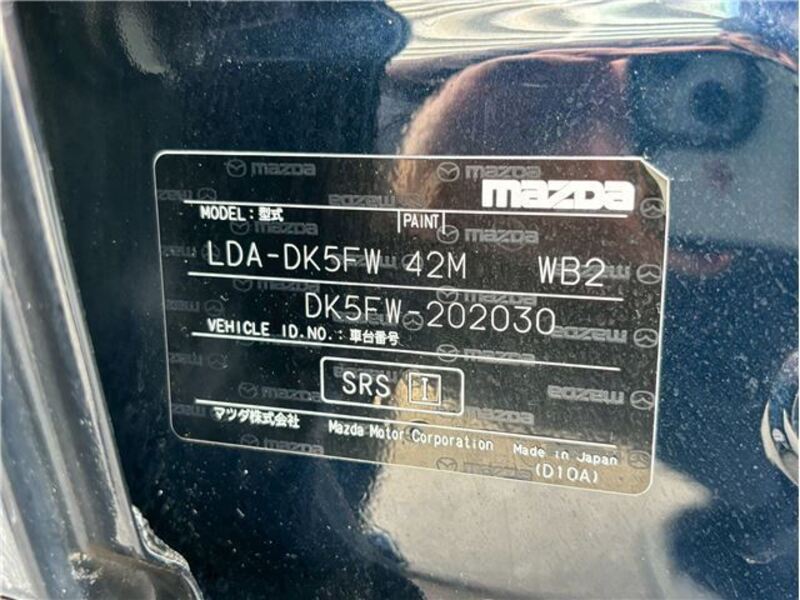 mazda
MODEL:型式 PAINT
LDA-DK5FW 42M WB2
DK5FW-202030
VEHICLE ID.NO.:車台番号
SRS I
マツダ株式会社 Mazda Motor Corporation Made in Japan
(D10A)